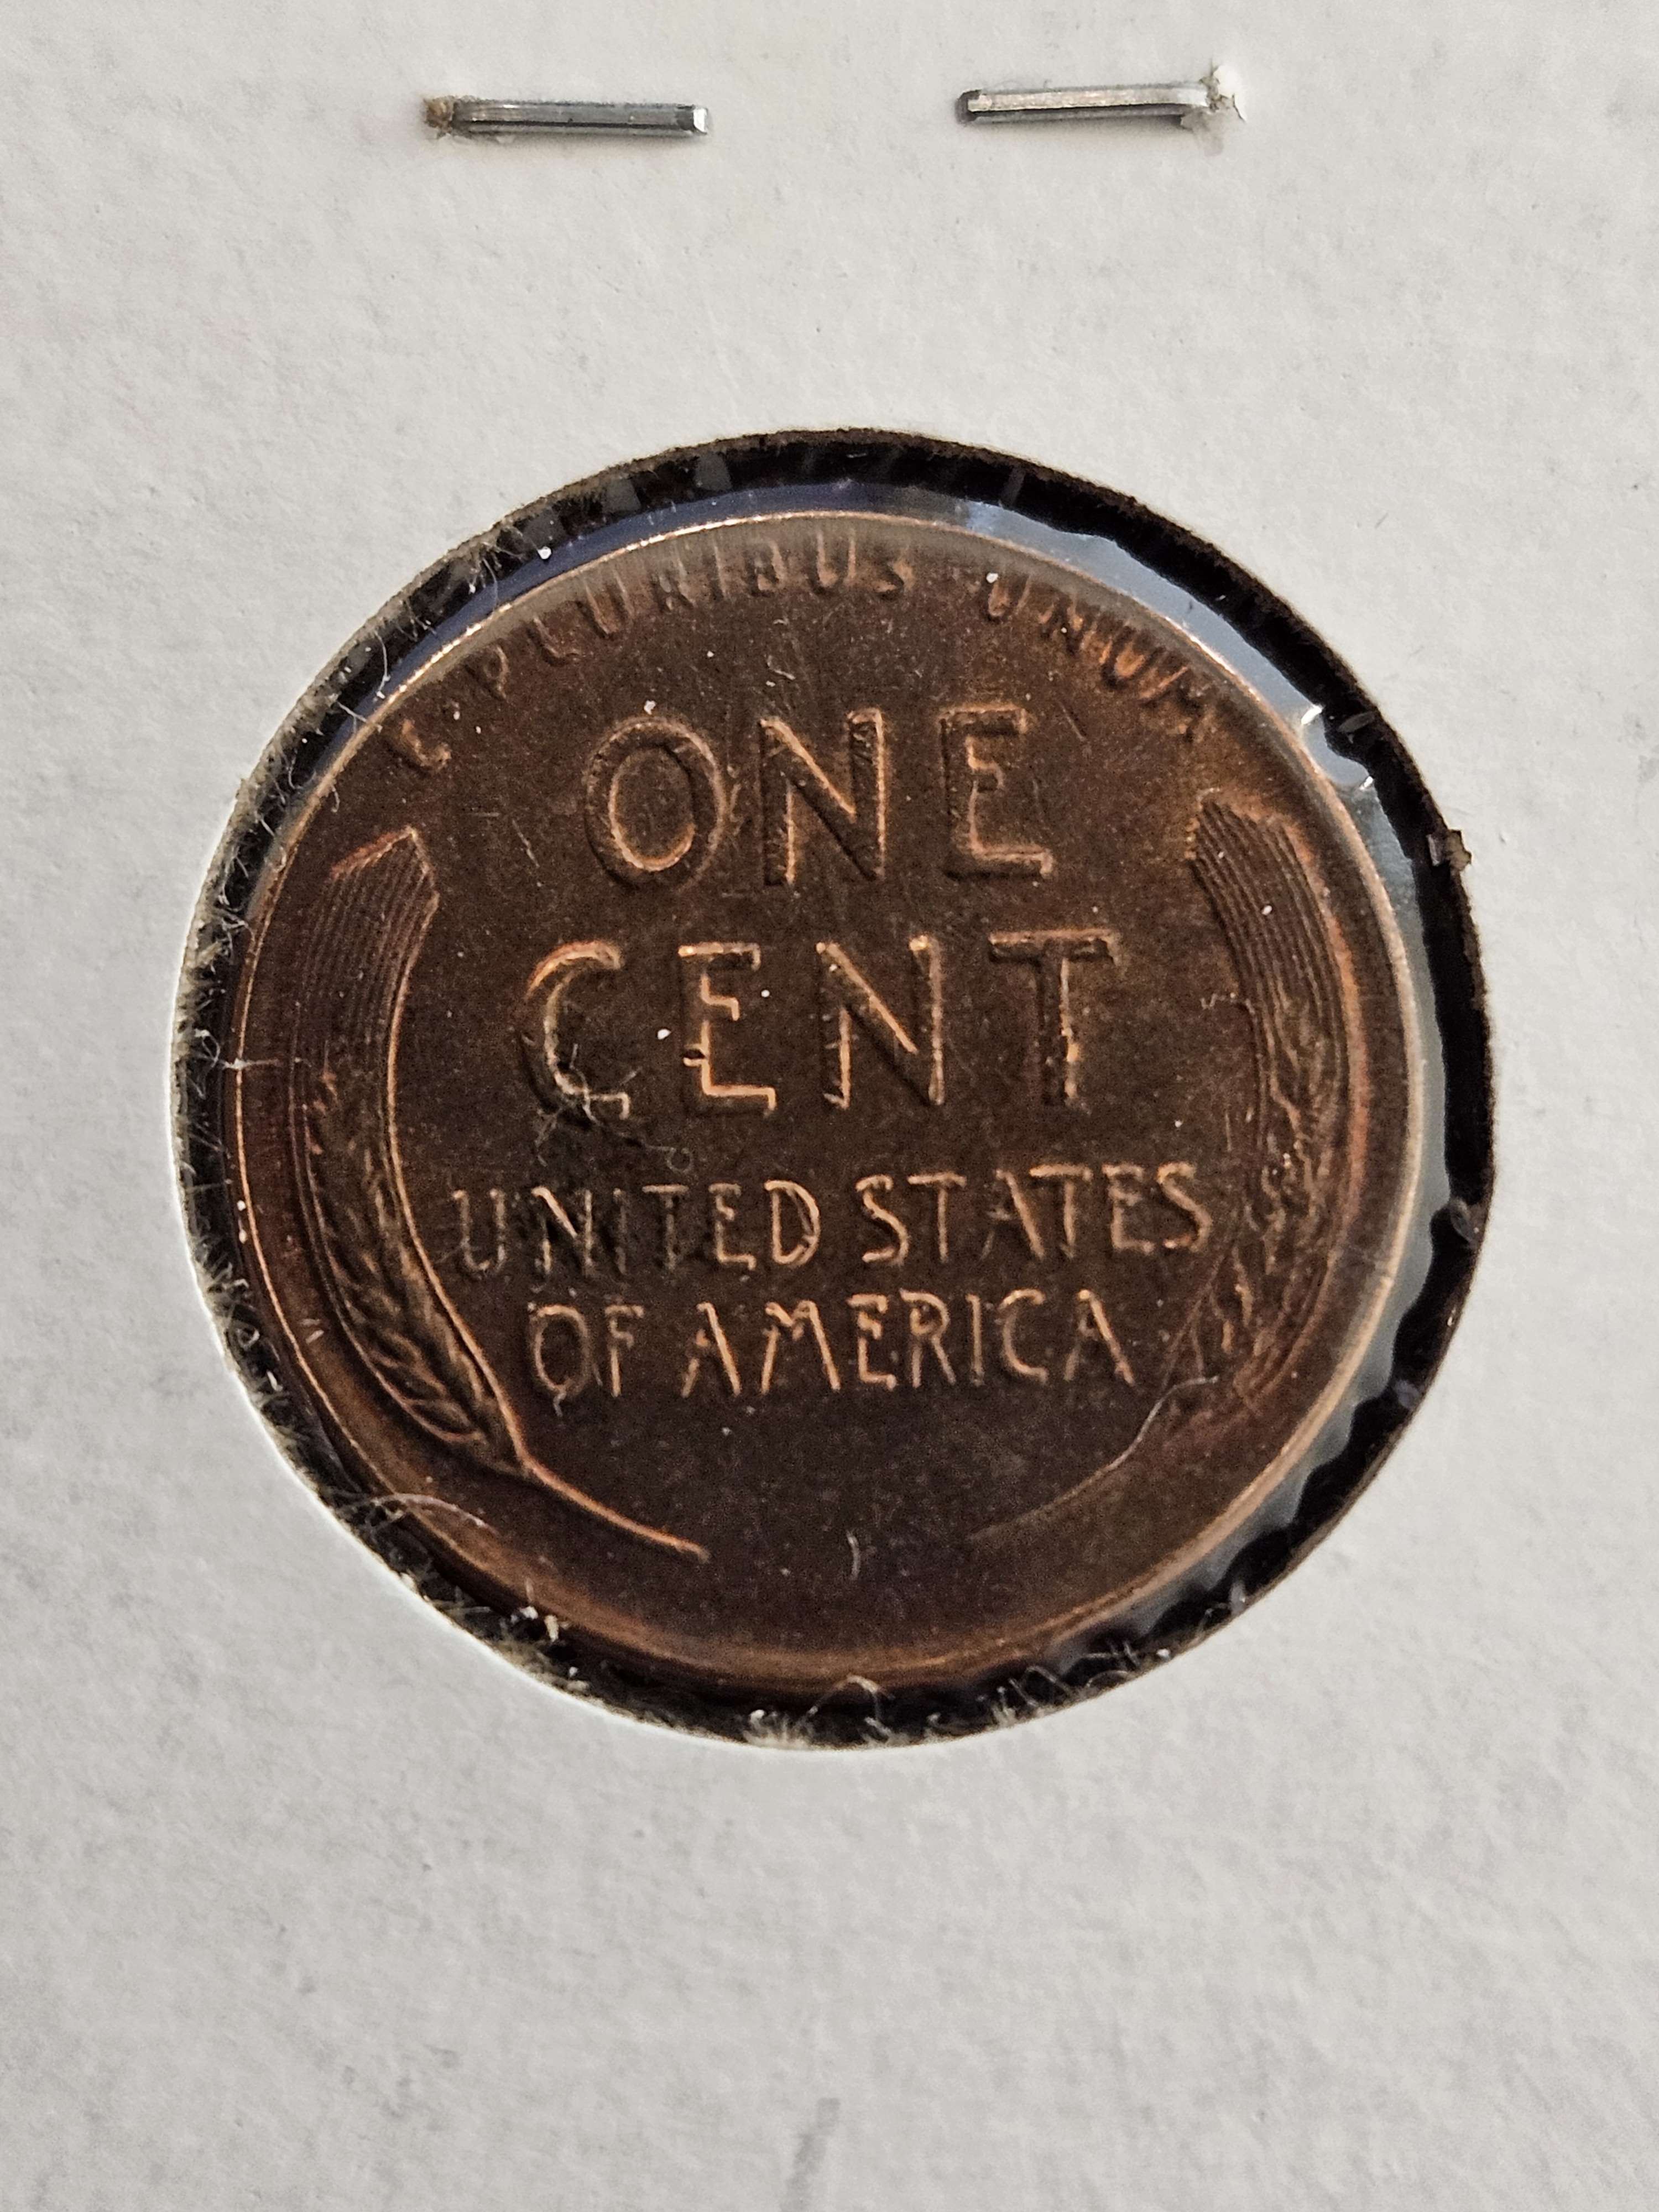 E PLURIBUS UNUM
ONE
CENT
UNITED STATES
OF AMERICA